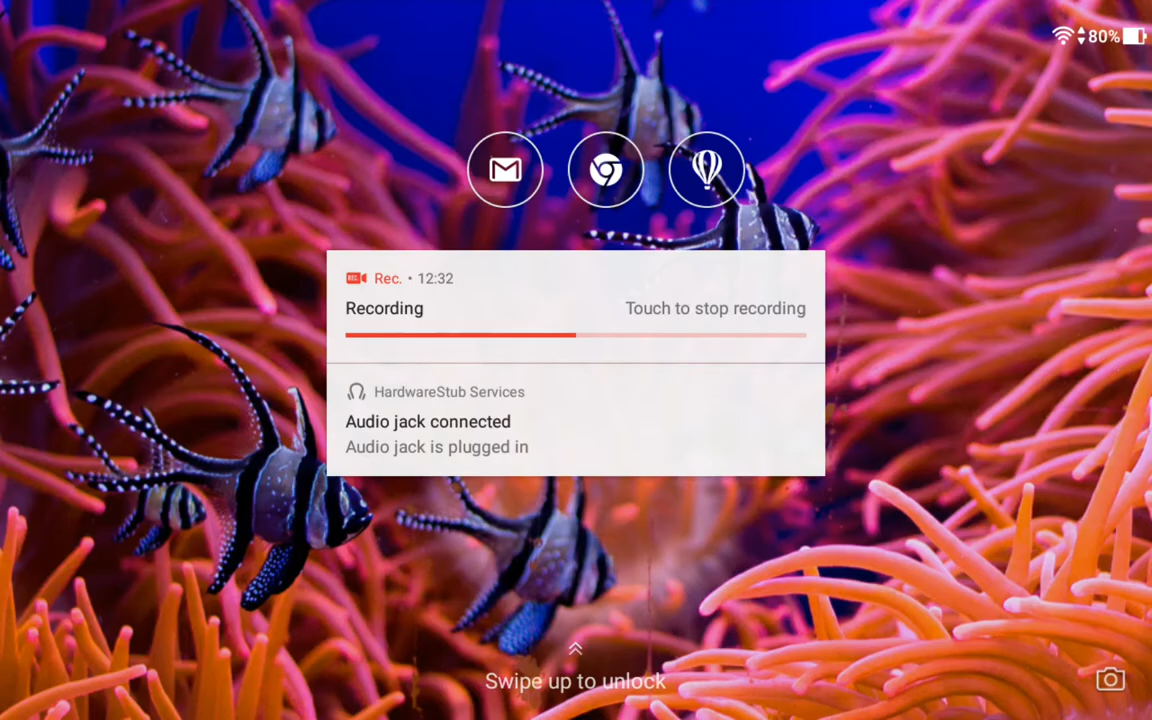 80%
REC Rec. • 12:32
Recording Touch to stop recording
HardwareStub Services
Audio jack connected
Audio jack is plugged in
Swipe up to unlock